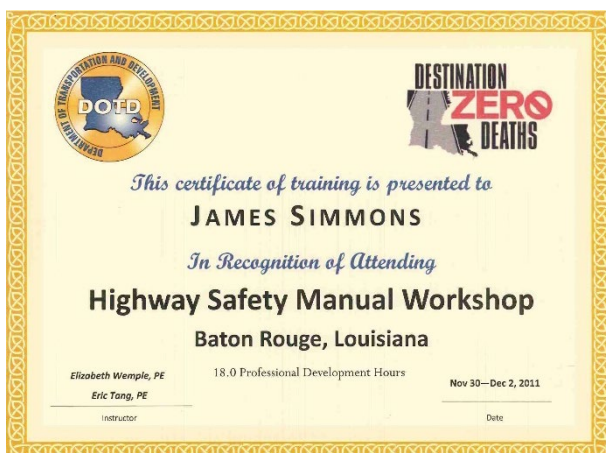 DEPARTMENT OF TRANSPORTATION AND DEVELOPMENT
DOTD
DESTINATION
ZERO
DEATHS
This certificate of training is presented to
JAMES SIMMONS
In Recognition of Attending
Highway Safety Manual Workshop
Baton Rouge, Louisiana
18.0 Professional Development Hours
Elizabeth Wemple, PE
Eric Tang, PE
Instructor
Nov 30—Dec 2, 2011
Date